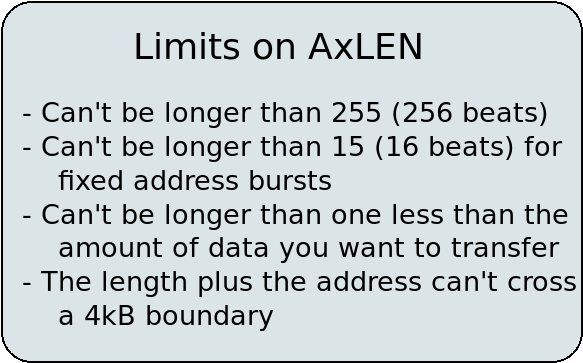 Limits on AxLEN
- Can't be longer than 255 (256 beats)
- Can't be longer than 15 (16 beats) for
fixed address bursts
- Can't be longer than one less than the
amount of data you want to transfer
- The length plus the address can't cross
a 4kB boundary